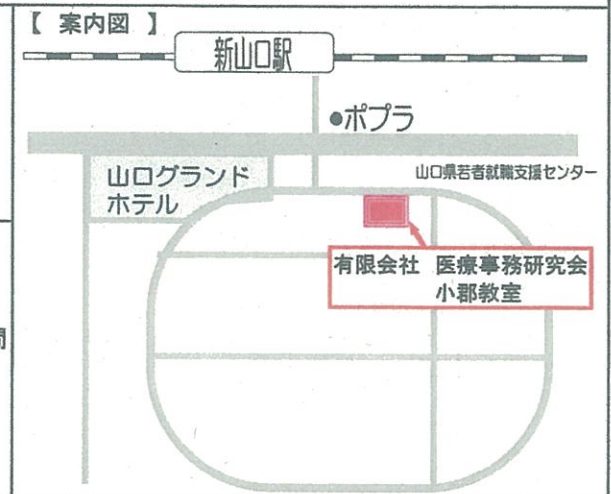 【 案内図 】
新山口駅
●ポプラ
山口グランド
ホテル
山口県若者就職支援センター
有限会社 医療事務研究会
小郡教室
間